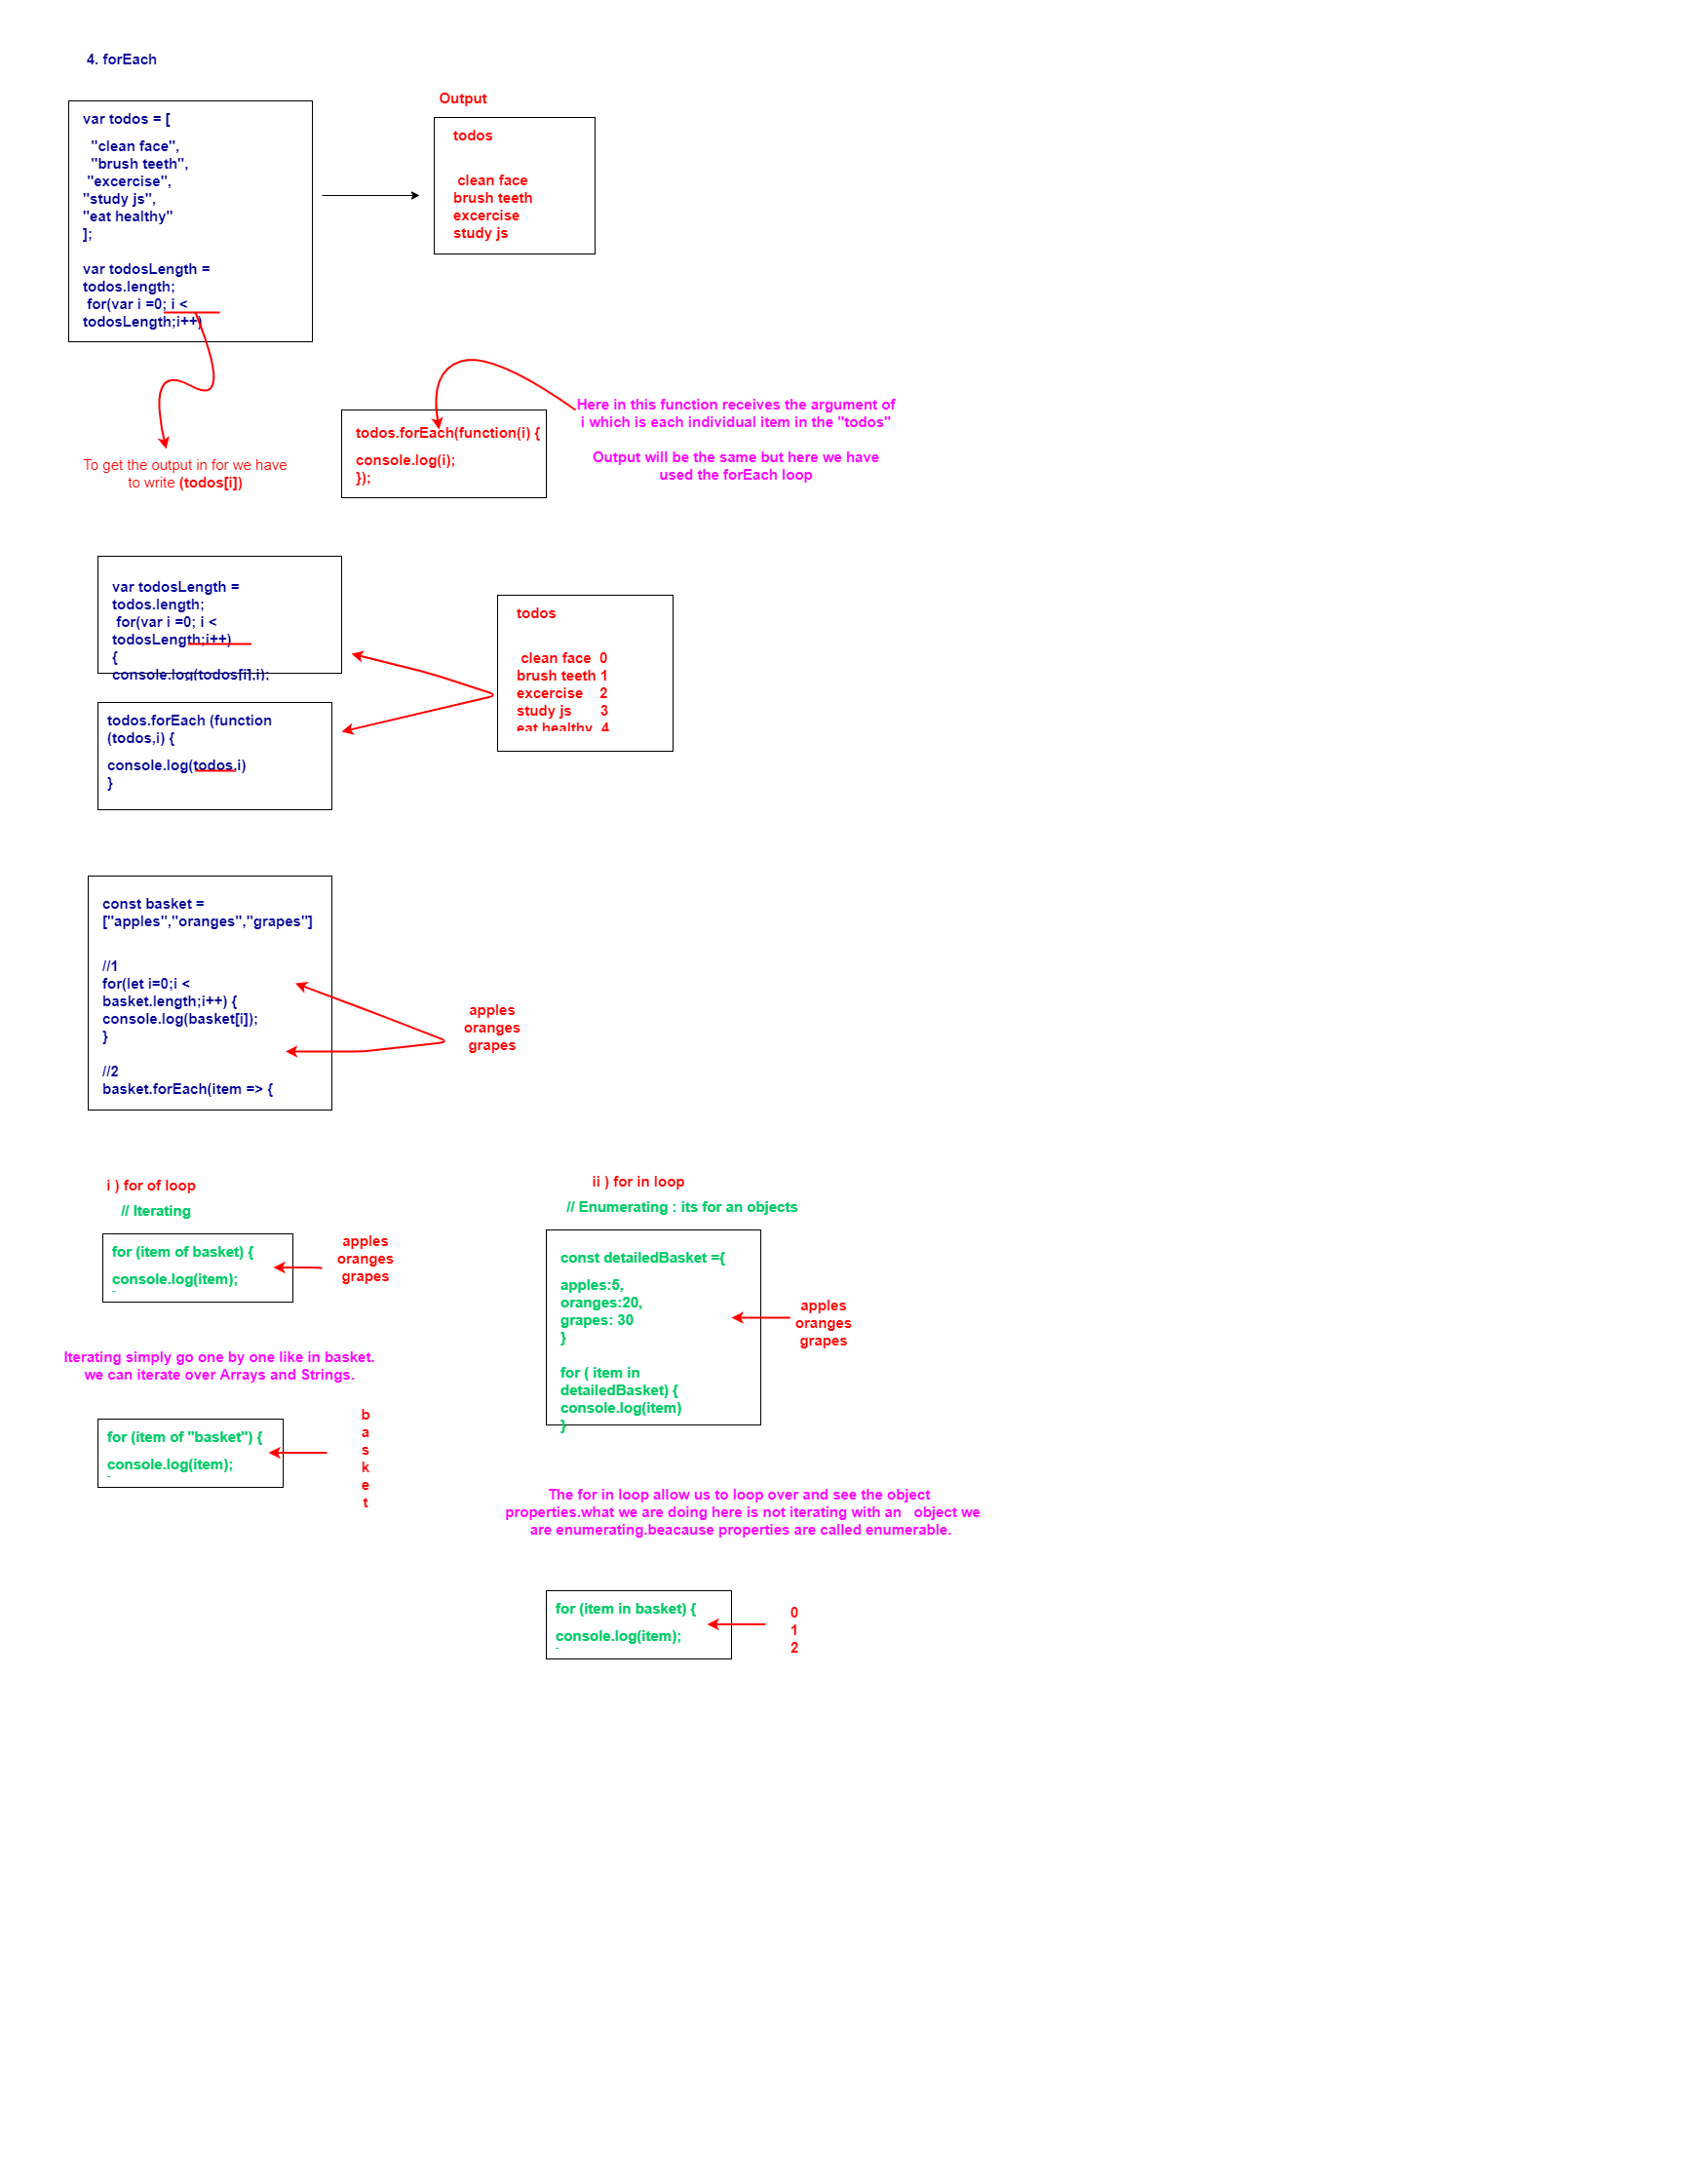 4. forEach
Output
var todos = [
"clean face",
"brush teeth",
"excercise",
"study js",
"eat healthy"
];
var todosLength =
todos.length;
for(var i =0; i <
todosLength;i++)
todos
clean face
brush teeth
excercise
study js
To get the output in for we have
to write (todos[i])
todos.forEach(function(i) {
console.log(i);
});
Here in this function receives the argument of
i which is each individual item in the "todos"
Output will be the same but here we have
used the forEach loop
var todosLength =
todos.length;
for(var i =0; i <
todosLength;i++)
{
console.log(todos[i],i);
todos.forEach (function
(todos,i) {
console.log(todos,i)
}
todos
clean face 0
brush teeth 1
excercise 2
study js 3
eat healthy 4
const basket =
["apples","oranges","grapes"]
//1
for(let i=0;i <
basket.length;i++) {
console.log(basket[i]);
}
//2
basket.forEach(item => {
apples
oranges
grapes
i ) for of loop
// Iterating
for (item of basket) {
console.log(item);
apples
oranges
grapes
Iterating simply go one by one like in basket.
we can iterate over Arrays and Strings.
for (item of "basket") {
console.log(item);
b
a
s
k
e
t
ii ) for in loop
// Enumerating : its for an objects
const detailedBasket ={
apples:5,
oranges:20,
grapes: 30
}
for ( item in
detailedBasket) {
console.log(item)
}
apples
oranges
grapes
The for in loop allow us to loop over and see the object
properties.what we are doing here is not iterating with an object we
are enumerating.beacause properties are called enumerable.
for (item in basket) {
console.log(item);
0
1
2